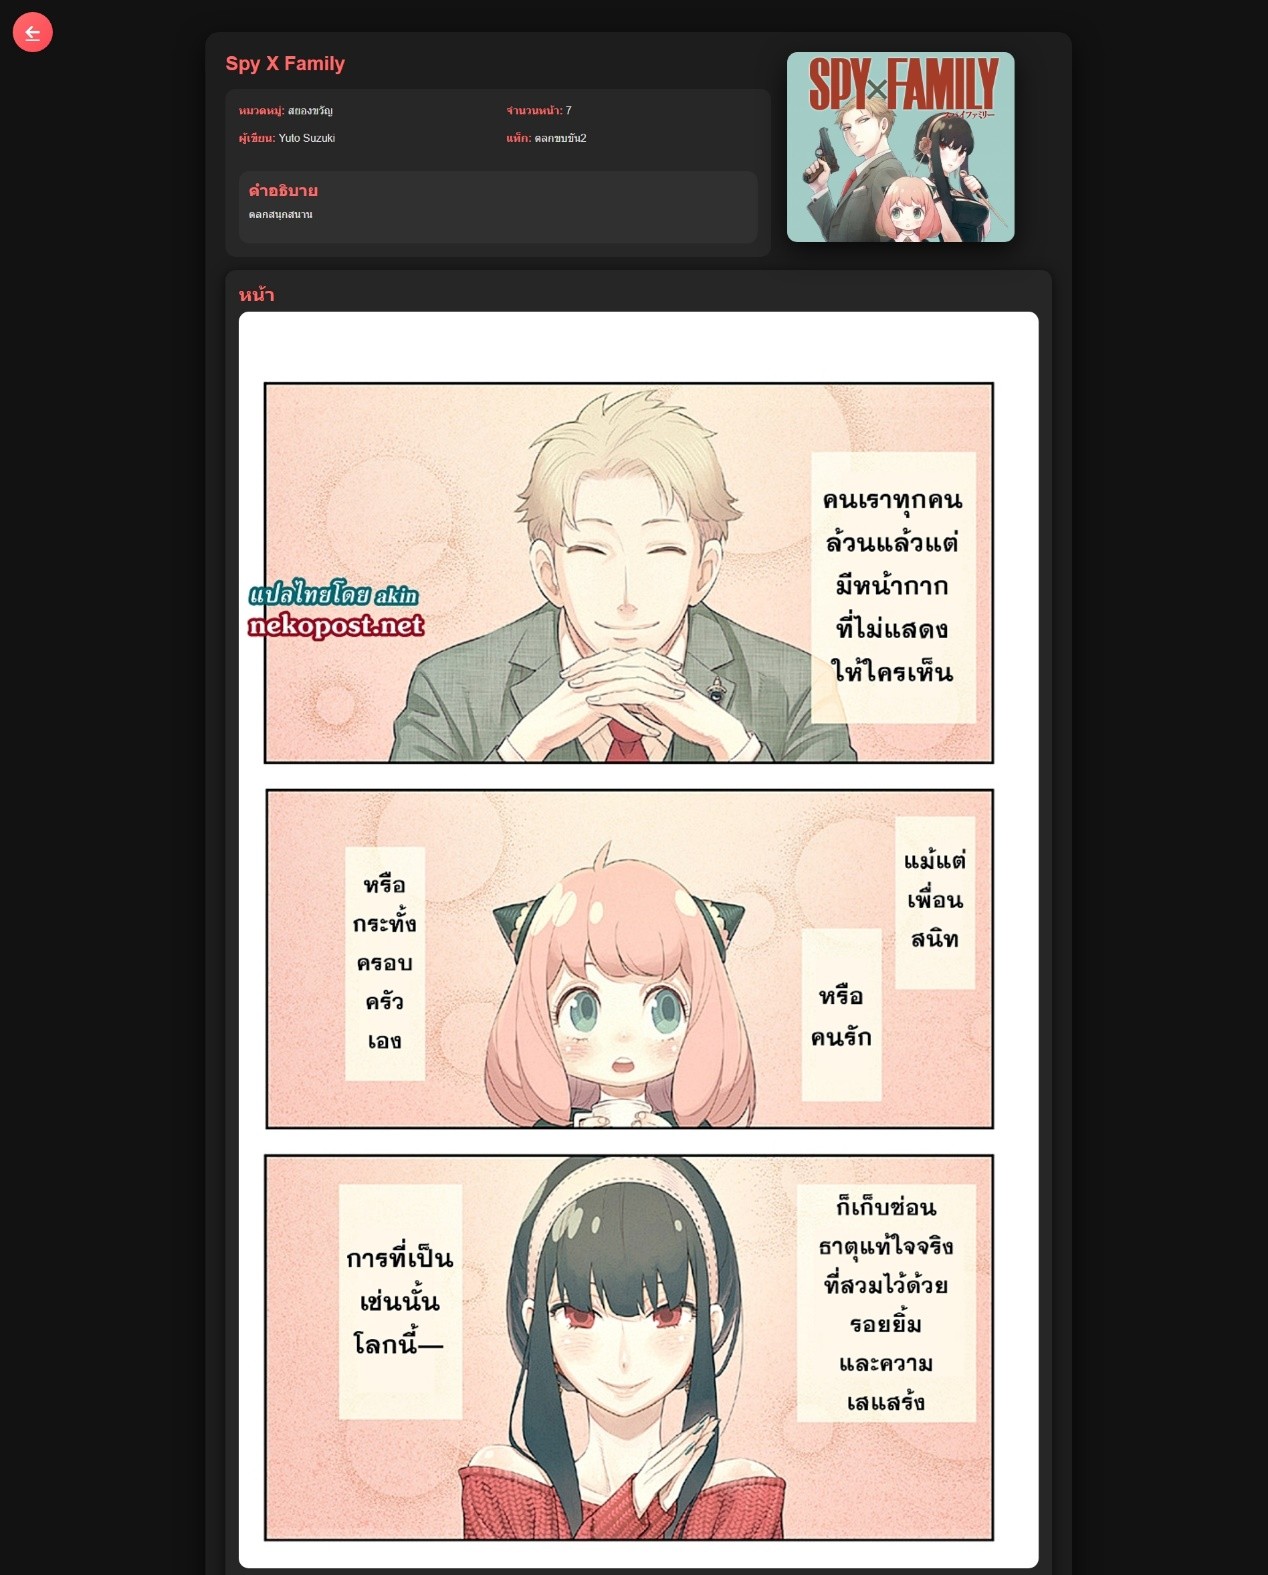 Spy X Family
หมวดหมู่: สยองขวัญ
จำนวนหน้า: 7
ผู้เขียน: Yuto Suzuki
แท็ก: ตลกขบขัน2
คำอธิบาย
ตลกสนุกสนาน
SPY×FAMILY
スパイファミリー
หน้า
คนเราทุกคน
ล้วนแล้วแต่
มีหน้ากาก
ที่ไม่แสดง
ให้ใครเห็น
แปลไทยโดย akin
nekopost.net
แม้แต่
เพื่อน
สนิท
หรือ
คนรัก
หรือ
กระทั้ง
ครอบ
ครัว
เอง
ก็เก็บซ่อน
ธาตุแท้ใจจริง
ที่สวมไว้ด้วย
รอยยิ้ม
และความ
เสแสร้ง
การที่เป็น
เช่นนั้น
โลกนี้—